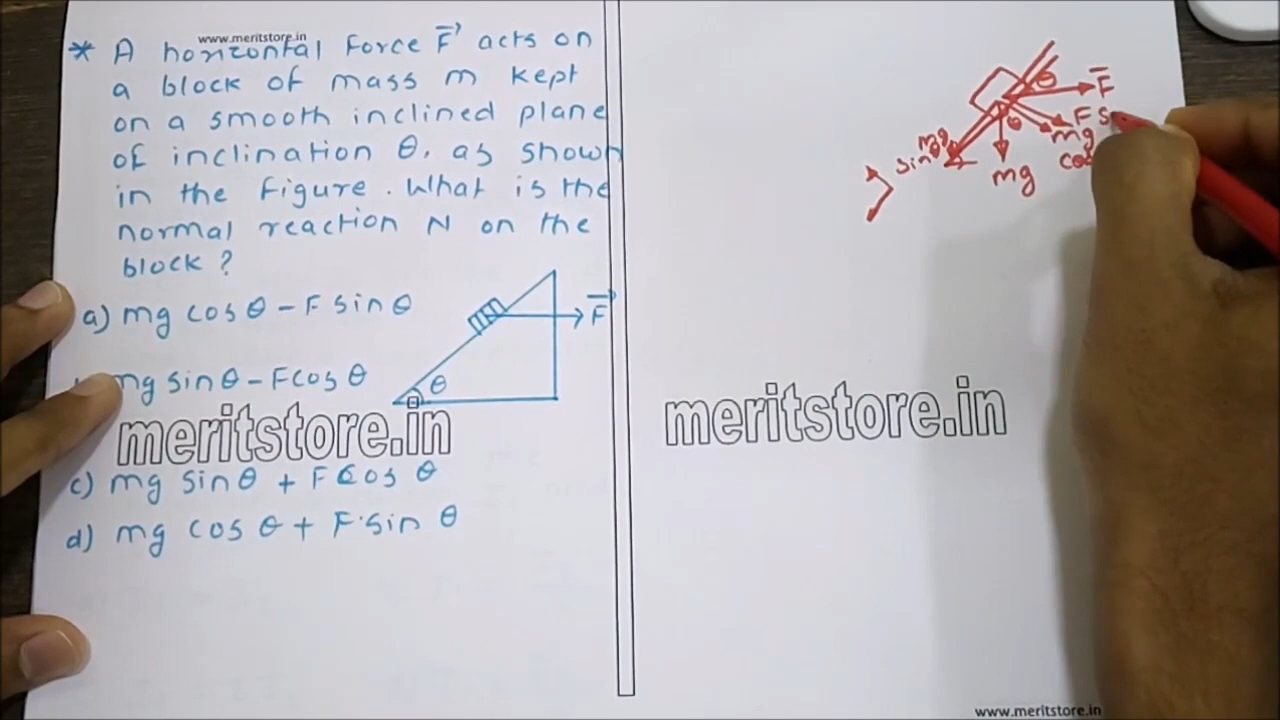 www.meritstore.in
* A horizontal Force F acts on
a block of mass m kept
on a smooth inclined plane
of inclination θ, as shown
in the Figure. What is the
normal reaction N on the
block?
a) mg cos θ - F sin θ
mg sin θ - F cos θ
c) mg sin θ + F cos θ
d) mg cos θ + F sin θ
F
θ
meritstore.in
θ
F
F s
mg
θ
mg
sin θ
mg
meritstore.in
www.meritstore.in